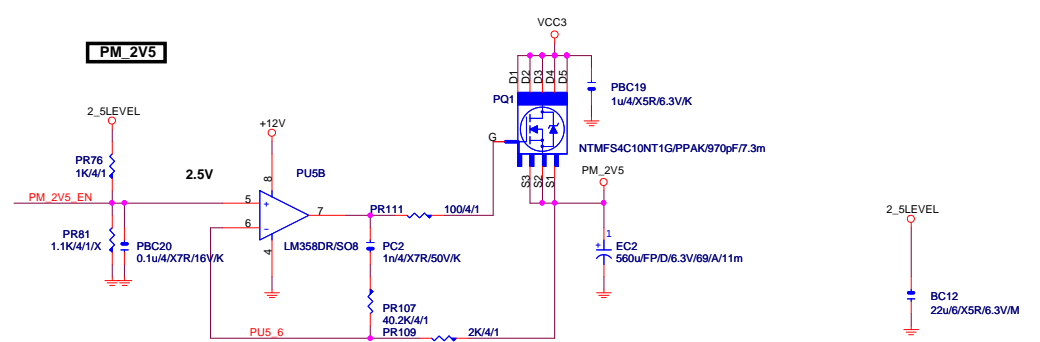 PM_2V5
VCC3
D1
D2
D3
D4
D5
PBC19
1u/4/X5R/6.3V/K
PQ1
G
NTMFS4C10NT1G/PPAK/970pF/7.3m
S3
S2
S1
PM_2V5
2_5LEVEL
PR76
1K/4/1
2.5V
+12V
8
PU5B
PM_2V5_EN
5
+
6
-
7
4
LM358DR/SO8
PR111
100/4/1
PR81
1.1K/4/1/X
PBC20
0.1u/4/X7R/16V/K
PC2
1n/4/X7R/50V/K
PR107
40.2K/4/1
PR109
2K/4/1
PU5_6
1
+
EC2
560u/FP/D/6.3V/69/A/11m
2_5LEVEL
BC12
22u/6/X5R/6.3V/M